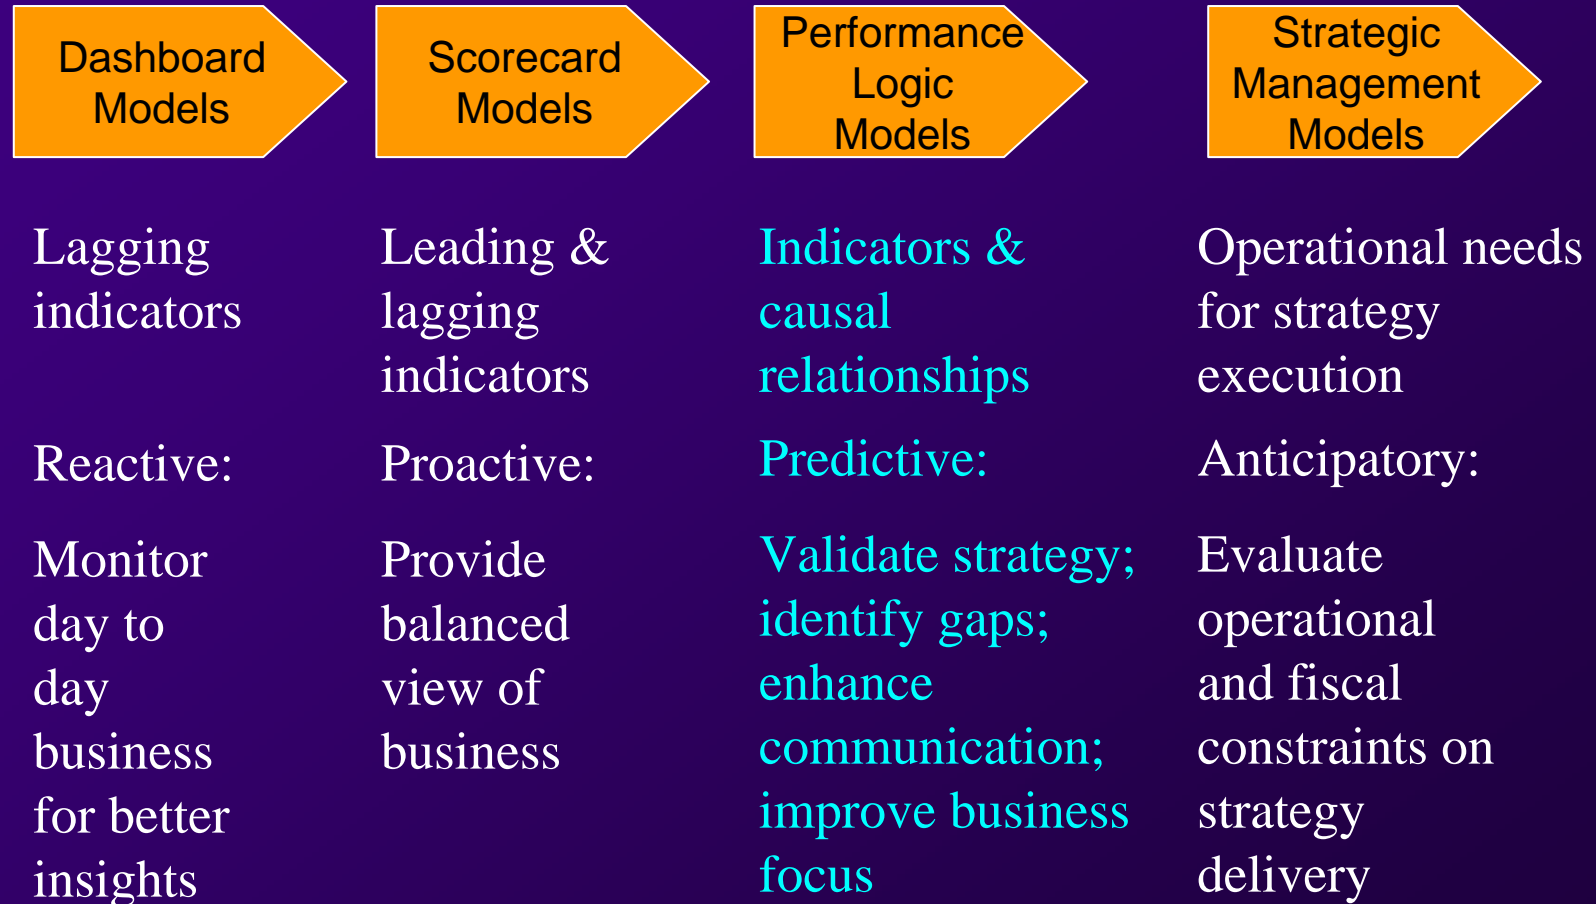 Dashboard
Models
Scorecard
Models
Performance
Logic
Models
Strategic
Management
Models
Lagging
indicators
Reactive:
Monitor
day to
day
business
for better
insights
Leading &
lagging
indicators
Proactive:
Provide
balanced
view of
business
Indicators &
causal
relationships
Predictive:
Validate strategy;
identify gaps;
enhance
communication;
improve business
focus
Operational needs
for strategy
execution
Anticipatory:
Evaluate
operational
and fiscal
constraints on
strategy
delivery